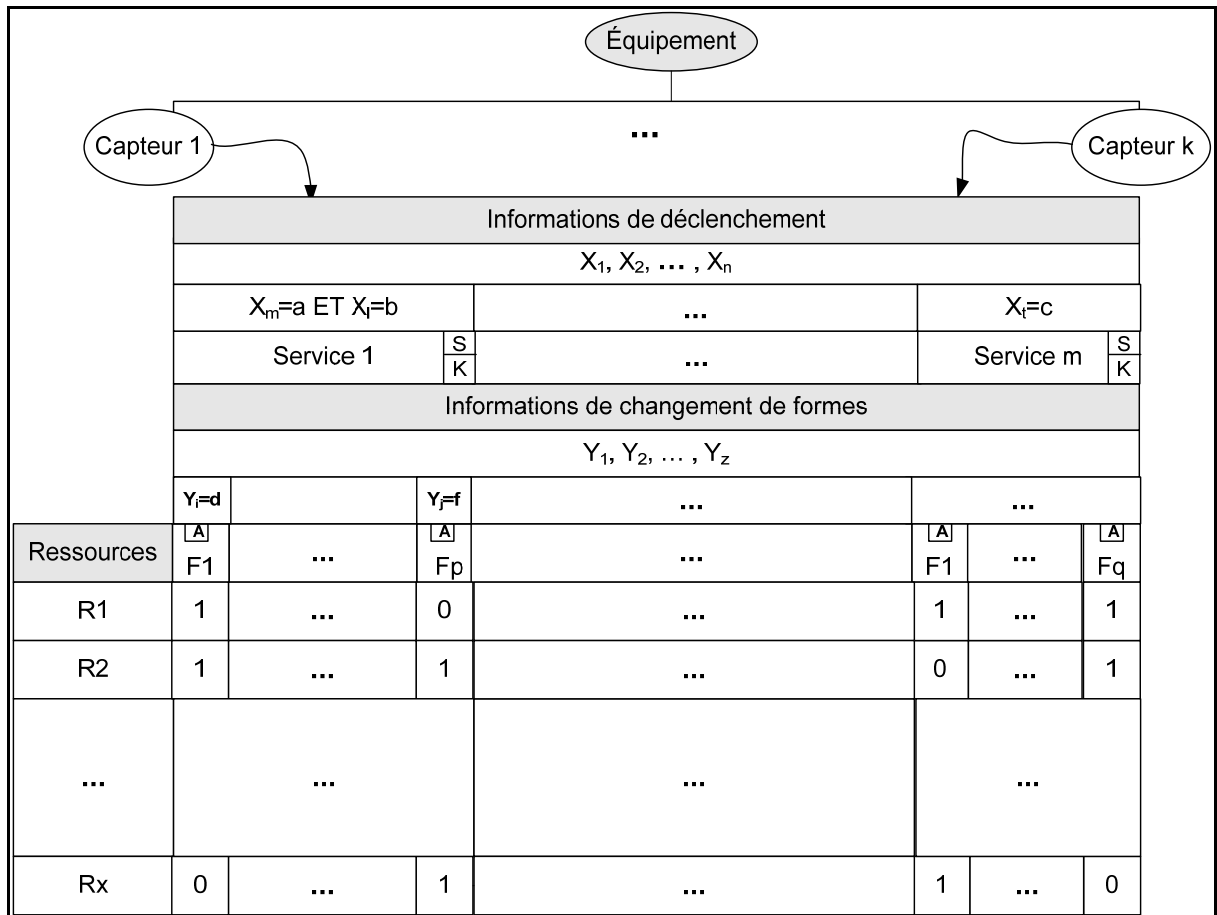 Équipement
...
Capteur 1
Capteur k
Informations de déclenchement
X₁, X₂, ... , Xₙ
Xₘ=a ET Xₗ=b ... Xₜ=c
Service 1 S K ... Service m S K
Informations de changement de formes
Y₁, Y₂, ... , Y_z
Yᵢ=d Yⱼ=f ... ...
Ressources A F1 ... A Fp ... A F1 ... A Fq
R1 1 ... 0 ... 1 ... 1
R2 1 ... 1 ... 0 ... 1
... ... ... ...
Rx 0 ... 1 ... 1 ... 0